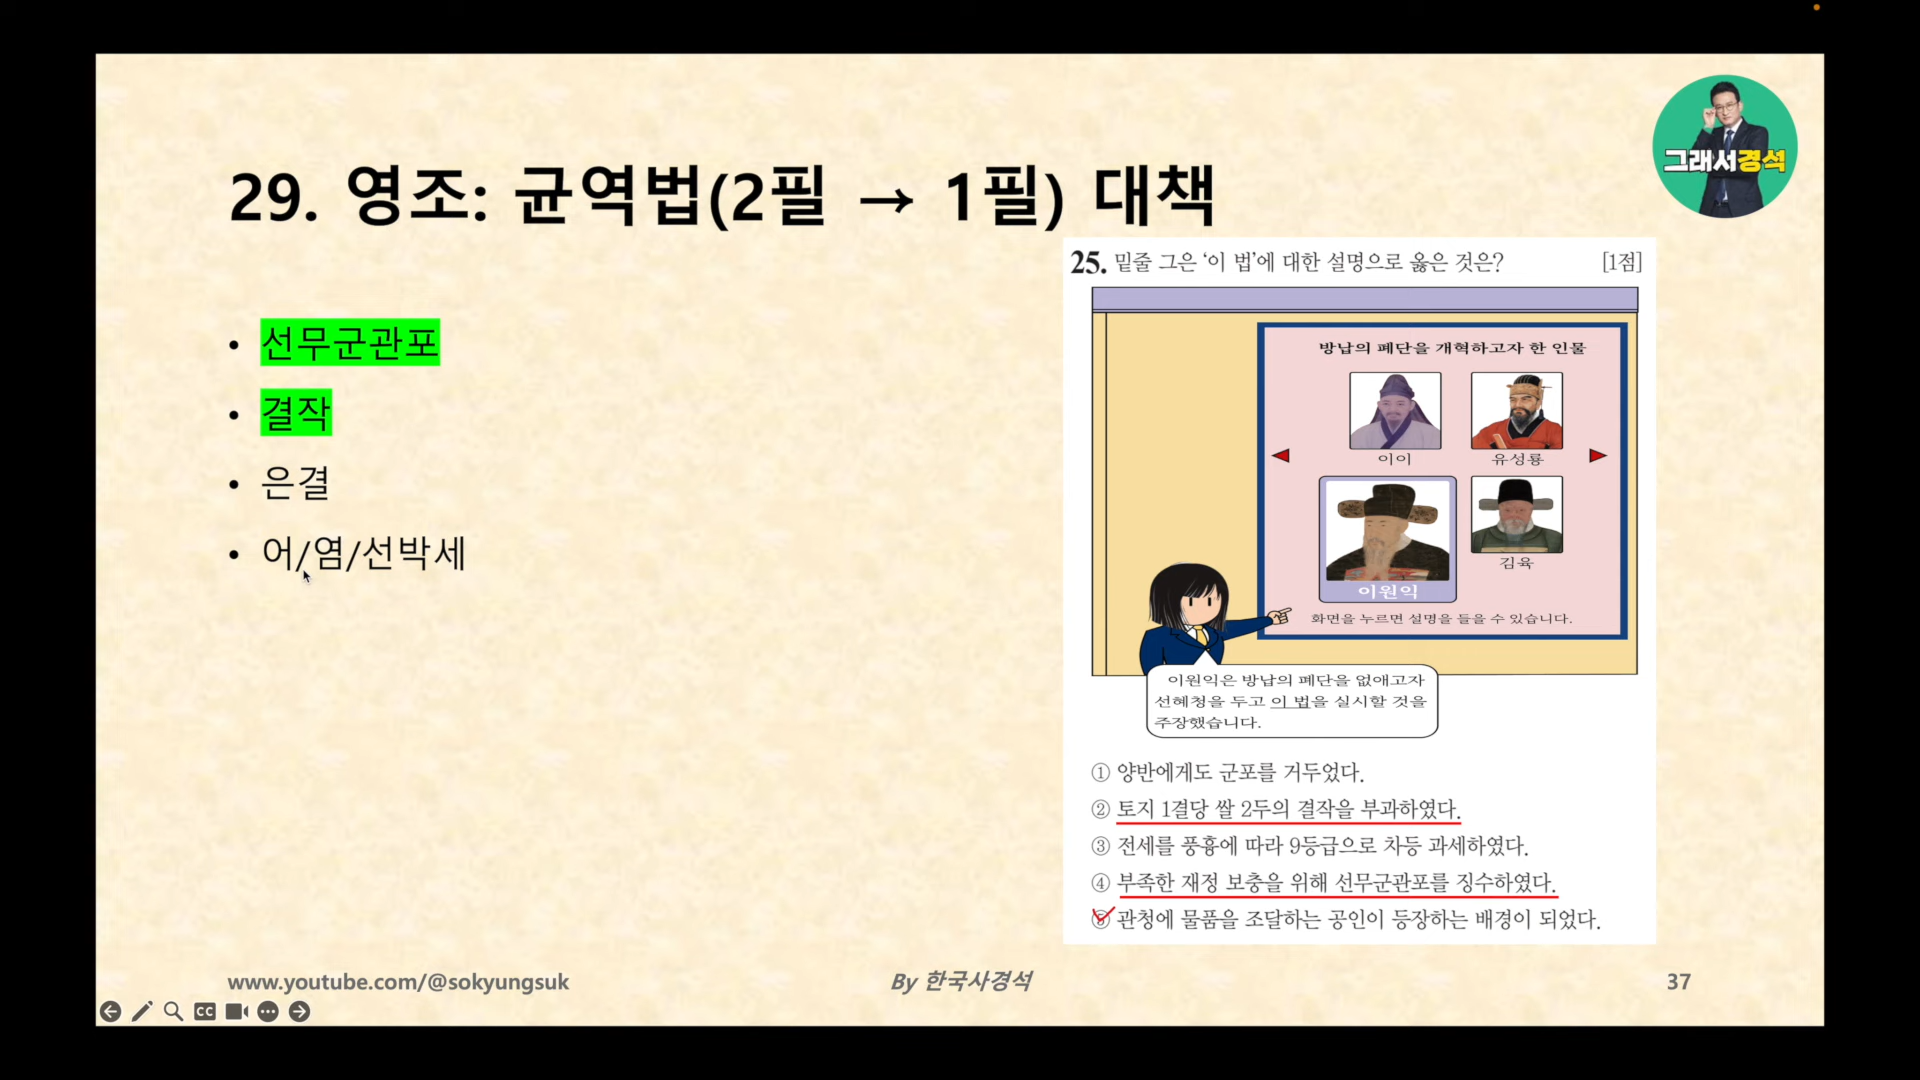 그래서경석
29. 영조: 균역법(2필 → 1필) 대책
• 선무군관포
• 결작
• 은결
• 어/염/선박세
25. 밑줄 그은 ‘이 법’에 대한 설명으로 옳은 것은? [1점]
방납의 폐단을 개혁하고자 한 인물
이이 유성룡
이원익 김육
화면을 누르면 설명을 들을 수 있습니다.
이원익은 방납의 폐단을 없애고자
선혜청을 두고 이 법을 실시할 것을
주장했습니다.
① 양반에게도 군포를 거두었다.
② 토지 1결당 쌀 2두의 결작을 부과하였다.
③ 전세를 풍흉에 따라 9등급으로 차등 과세하였다.
④ 부족한 재정 보충을 위해 선무군관포를 징수하였다.
⑤ 관청에 물품을 조달하는 공인이 등장하는 배경이 되었다.
www.youtube.com/@sokyungsuk By 한국사경석 37
CC